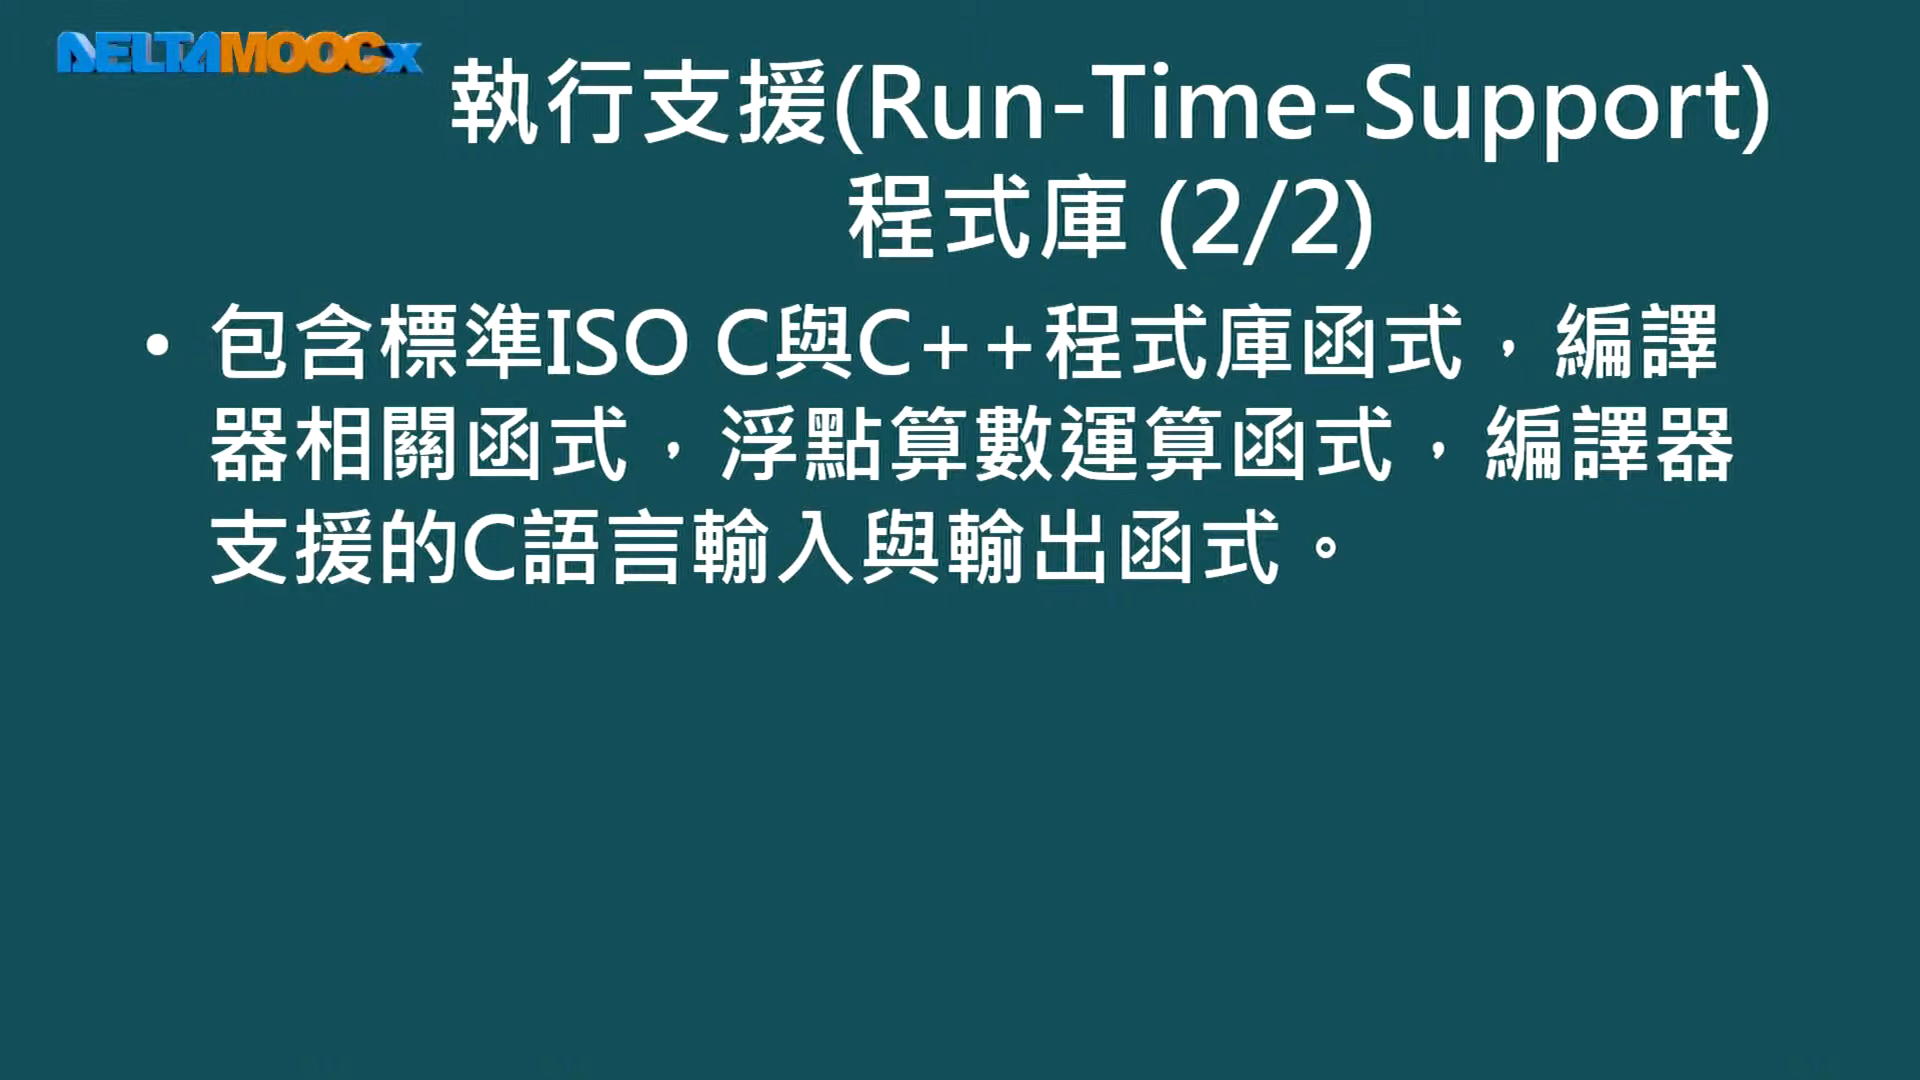 DELTAMOOCx
執行支援(Run-Time-Support)
程式庫 (2/2)
• 包含標準ISO C與C++程式庫函式，編譯
器相關函式，浮點算數運算函式，編譯器
支援的C語言輸入與輸出函式。